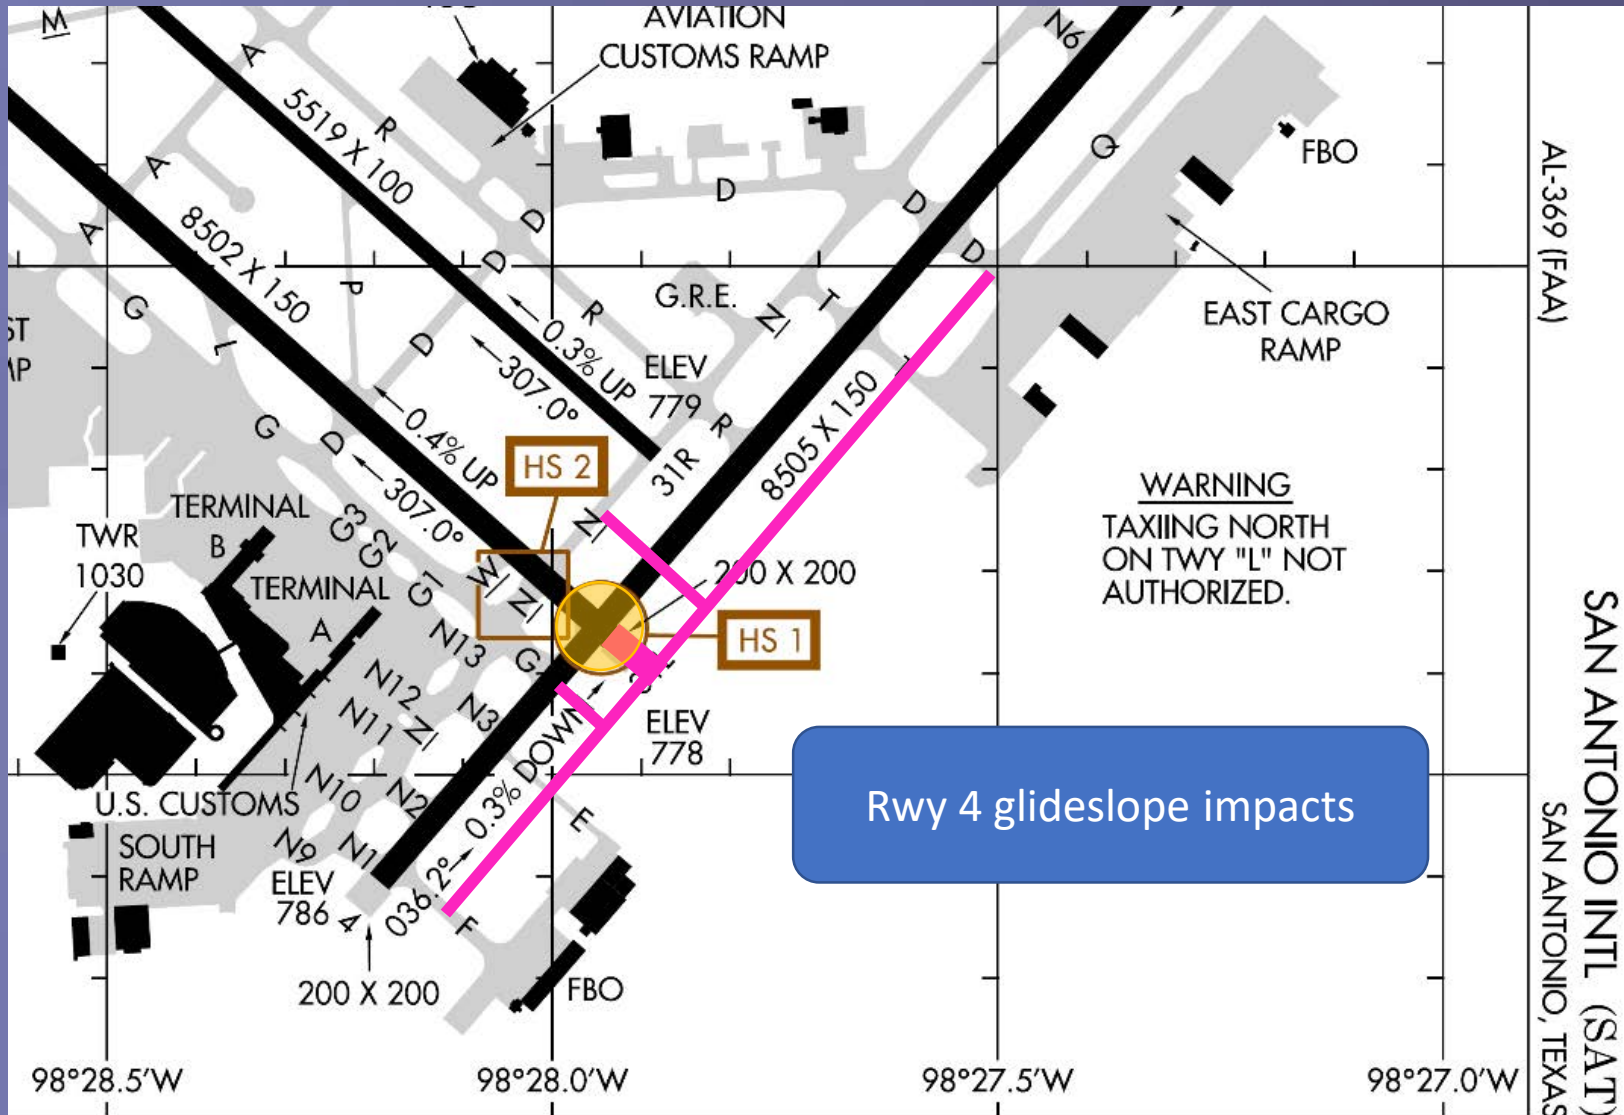 M
A
AVIATION
CUSTOMS RAMP
N6
5519 X 100
R
Q
FBO
A
D
D
D
A
8502 X 150
D
D
G
P
L
R
G.R.E.
Z
T
EAST CARGO
RAMP
0.3% UP
307.0°
ELEV
779
D
0.4% UP
307.0°
G
D
HS 2
31R
R
8505 X 150
WARNING
TAXIING NORTH
ON TWY "L" NOT
AUTHORIZED.
TERMINAL
B
TWR
1030
G3
G2
G1
TERMINAL
A
W
Z
Z
200 X 200
HS 1
N13
G
N12
N11
Z
N3
ELEV
778
0.3% DOWN
036.2°
Rwy 4 glideslope impacts
U.S. CUSTOMS
N10
N2
E
SOUTH
RAMP
N9
N1
ELEV
786
4
F
200 X 200
FBO
98°28.5'W
98°28.0'W
98°27.5'W
98°27.0'W
AL-369 (FAA)
SAN ANTONIO INTL (SAT)
SAN ANTONIO, TEXAS